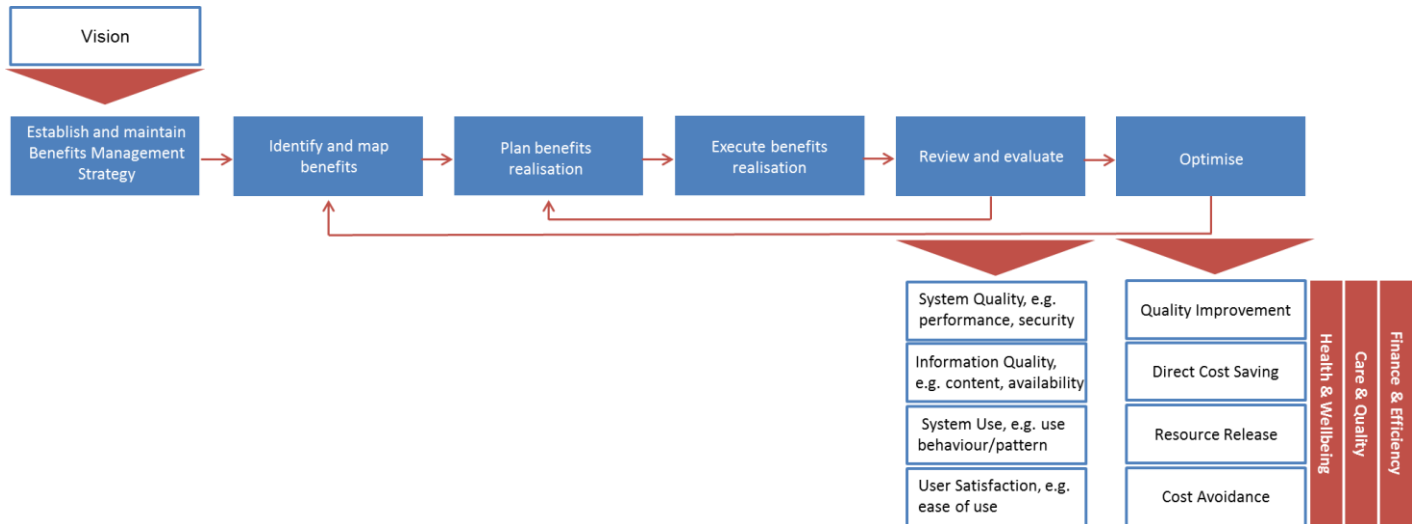 Vision
Establish and maintain
Benefits Management
Strategy
Identify and map
benefits
Plan benefits
realisation
Execute benefits
realisation
Review and evaluate
Optimise
System Quality, e.g.
performance, security
Information Quality,
e.g. content, availability
System Use, e.g. use
behaviour/pattern
User Satisfaction, e.g.
ease of use
Quality Improvement
Direct Cost Saving
Resource Release
Cost Avoidance
Health & Wellbeing
Care & Quality
Finance & Efficiency